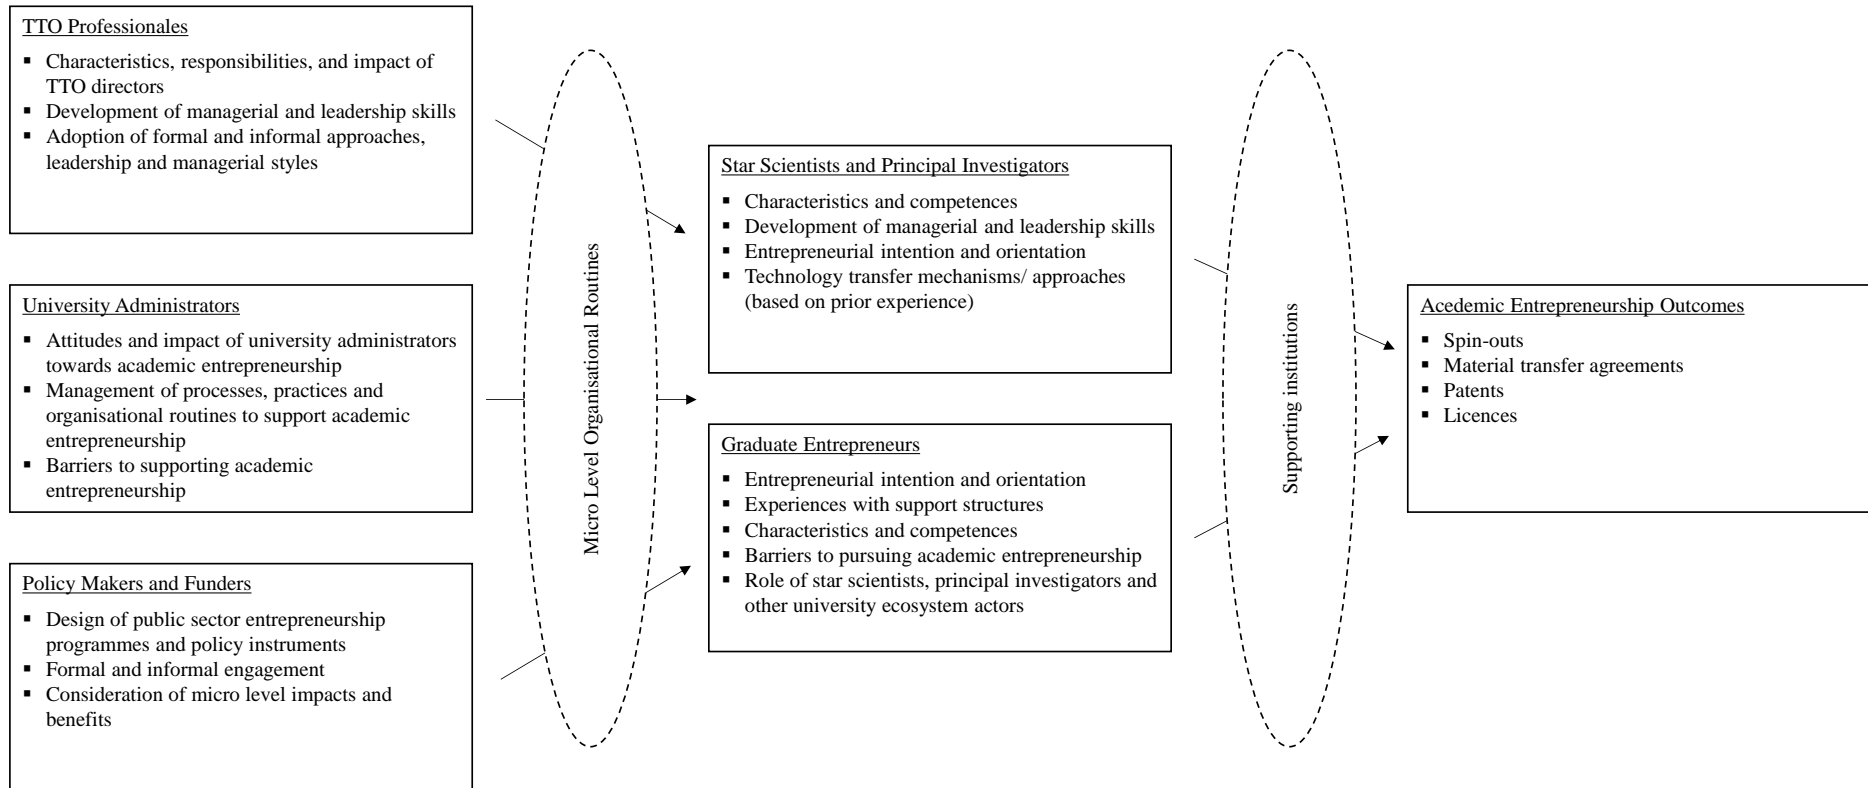 TTO Professionales
▪ Characteristics, responsibilities, and impact of
TTO directors
▪ Development of managerial and leadership skills
▪ Adoption of formal and informal approaches,
leadership and managerial styles
University Administrators
▪ Attitudes and impact of university administrators
towards academic entrepreneurship
▪ Management of processes, practices and
organisational routines to support academic
entrepreneurship
▪ Barriers to supporting academic
entrepreneurship
Policy Makers and Funders
▪ Design of public sector entrepreneurship
programmes and policy instruments
▪ Formal and informal engagement
▪ Consideration of micro level impacts and
benefits
Micro Level Organisational Routines
Star Scientists and Principal Investigators
▪ Characteristics and competences
▪ Development of managerial and leadership skills
▪ Entrepreneurial intention and orientation
▪ Technology transfer mechanisms/ approaches
(based on prior experience)
Graduate Entrepreneurs
▪ Entrepreneurial intention and orientation
▪ Experiences with support structures
▪ Characteristics and competences
▪ Barriers to pursuing academic entrepreneurship
▪ Role of star scientists, principal investigators and
other university ecosystem actors
Supporting institutions
Acedemic Entrepreneurship Outcomes
▪ Spin-outs
▪ Material transfer agreements
▪ Patents
▪ Licences